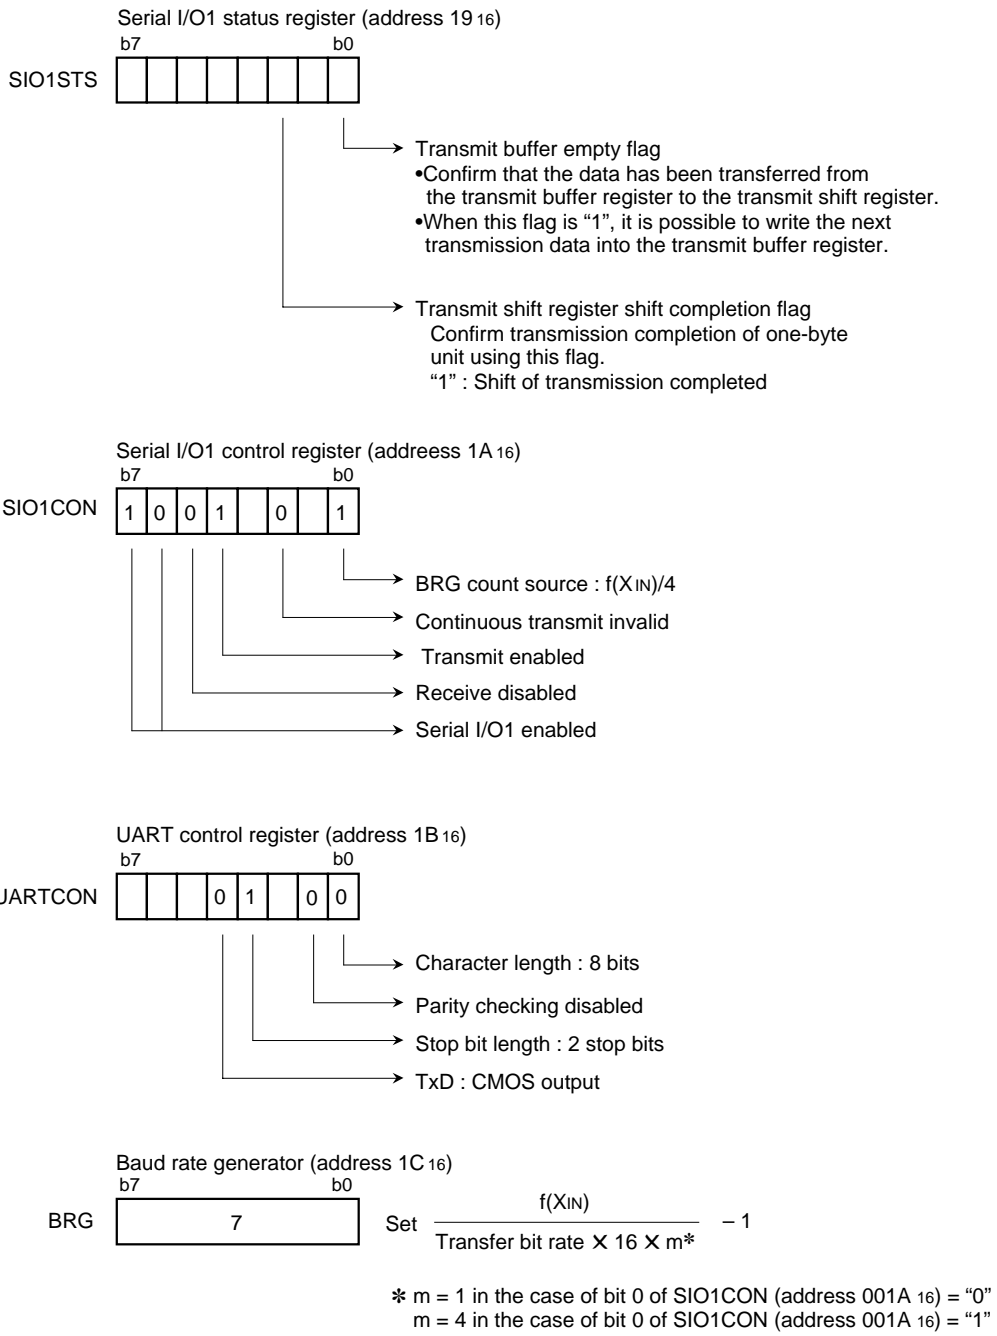 Serial I/O1 status register (address 19 16)
b7 b0
SIO1STS
Transmit buffer empty flag
•Confirm that the data has been transferred from
the transmit buffer register to the transmit shift register.
•When this flag is “1”, it is possible to write the next
transmission data into the transmit buffer register.
Transmit shift register shift completion flag
Confirm transmission completion of one-byte
unit using this flag.
“1” : Shift of transmission completed
Serial I/O1 control register (addreess 1A 16)
b7 b0
SIO1CON 1 0 0 1 0 1
BRG count source : f(XIN)/4
Continuous transmit invalid
Transmit enabled
Receive disabled
Serial I/O1 enabled
UART control register (address 1B 16)
b7 b0
UARTCON 0 1 0 0
Character length : 8 bits
Parity checking disabled
Stop bit length : 2 stop bits
TxD : CMOS output
Baud rate generator (address 1C 16)
b7 b0
BRG 7 Set f(XIN) – 1
Transfer bit rate ✕ 16 ✕ m✻
✻ m = 1 in the case of bit 0 of SIO1CON (address 001A 16) = “0”
m = 4 in the case of bit 0 of SIO1CON (address 001A 16) = “1”